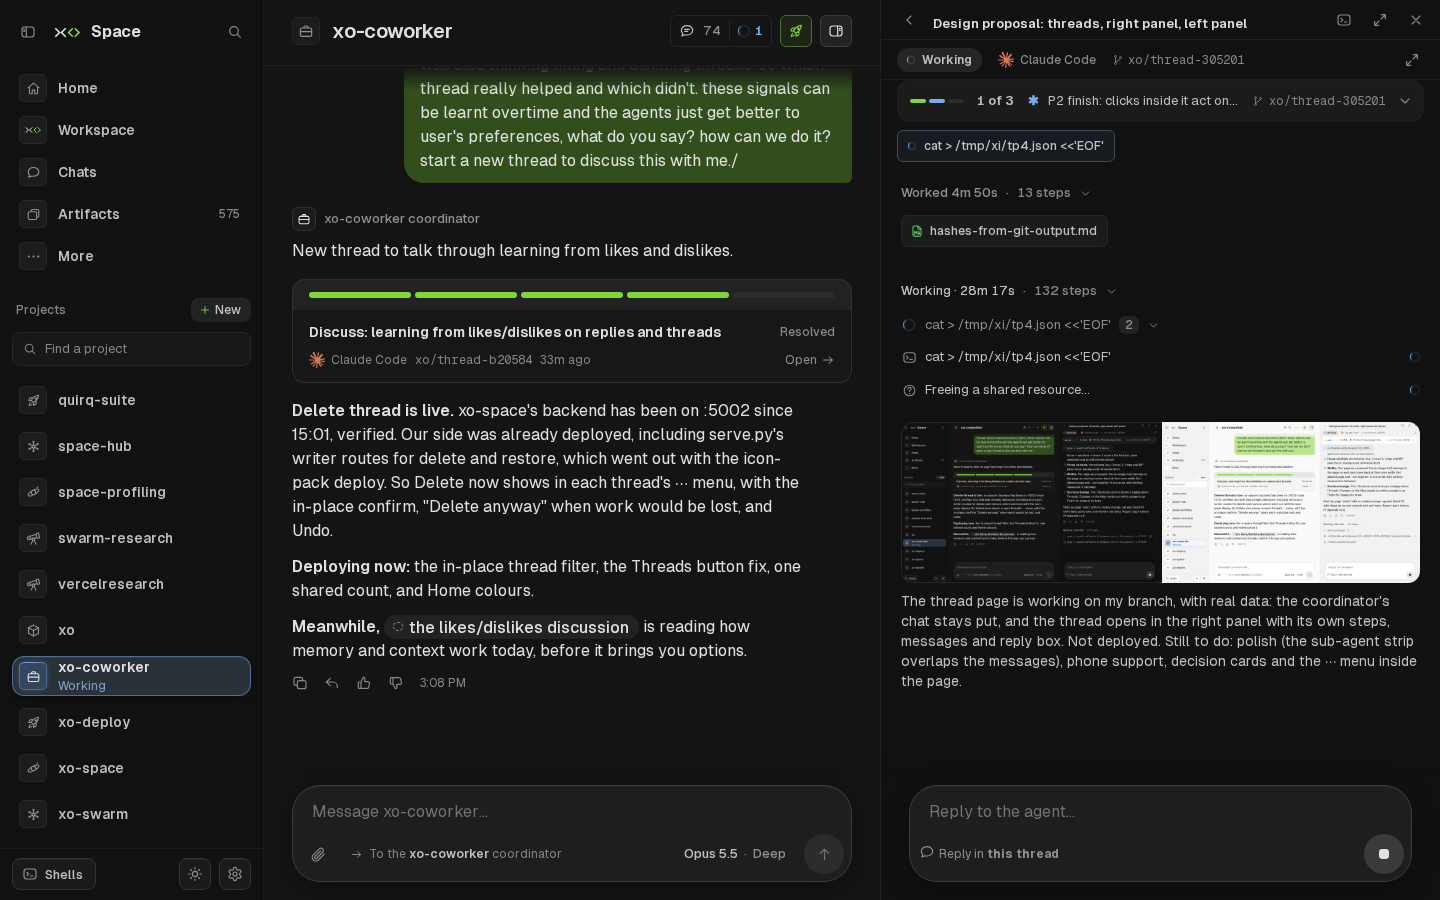 Space
Home
Workspace
Chats
Artifacts 575
More
Projects
+ New
Find a project
quirq-suite
space-hub
space-profiling
swarm-research
vercelresearch
xo
xo-coworker
Working
xo-deploy
xo-space
xo-swarm
Shells
xo-coworker
74
1
thread really helped and which didn't. these signals can
be learnt overtime and the agents just get better to
user's preferences, what do you say? how can we do it?
start a new thread to discuss this with me./
xo-coworker coordinator
New thread to talk through learning from likes and dislikes.
Discuss: learning from likes/dislikes on replies and threads Resolved
Claude Code xo/thread-b20584 33m ago Open →
Delete thread is live. xo-space's backend has been on :5002 since
15:01, verified. Our side was already deployed, including serve.py's
writer routes for delete and restore, which went out with the icon-
pack deploy. So Delete now shows in each thread's ··· menu, with the
in-place confirm, "Delete anyway" when work would be lost, and
Undo.
Deploying now: the in-place thread filter, the Threads button fix, one
shared count, and Home colours.
Meanwhile, the likes/dislikes discussion is reading how
memory and context work today, before it brings you options.
3:08 PM
Message xo-coworker...
→ To the xo-coworker coordinator
Opus 5.5 · Deep
Design proposal: threads, right panel, left panel
Working Claude Code xo/thread-305201
1 of 3 P2 finish: clicks inside it act on... xo/thread-305201
cat > /tmp/xi/tp4.json <<'EOF'
Worked 4m 50s · 13 steps
hashes-from-git-output.md
Working · 28m 17s · 132 steps
cat > /tmp/xi/tp4.json <<'EOF' 2
cat > /tmp/xi/tp4.json <<'EOF'
Freeing a shared resource...
The thread page is working on my branch, with real data: the coordinator's
chat stays put, and the thread opens in the right panel with its own steps,
messages and reply box. Not deployed. Still to do: polish (the sub-agent strip
overlaps the messages), phone support, decision cards and the ··· menu inside
the page.
Reply to the agent...
Reply in this thread